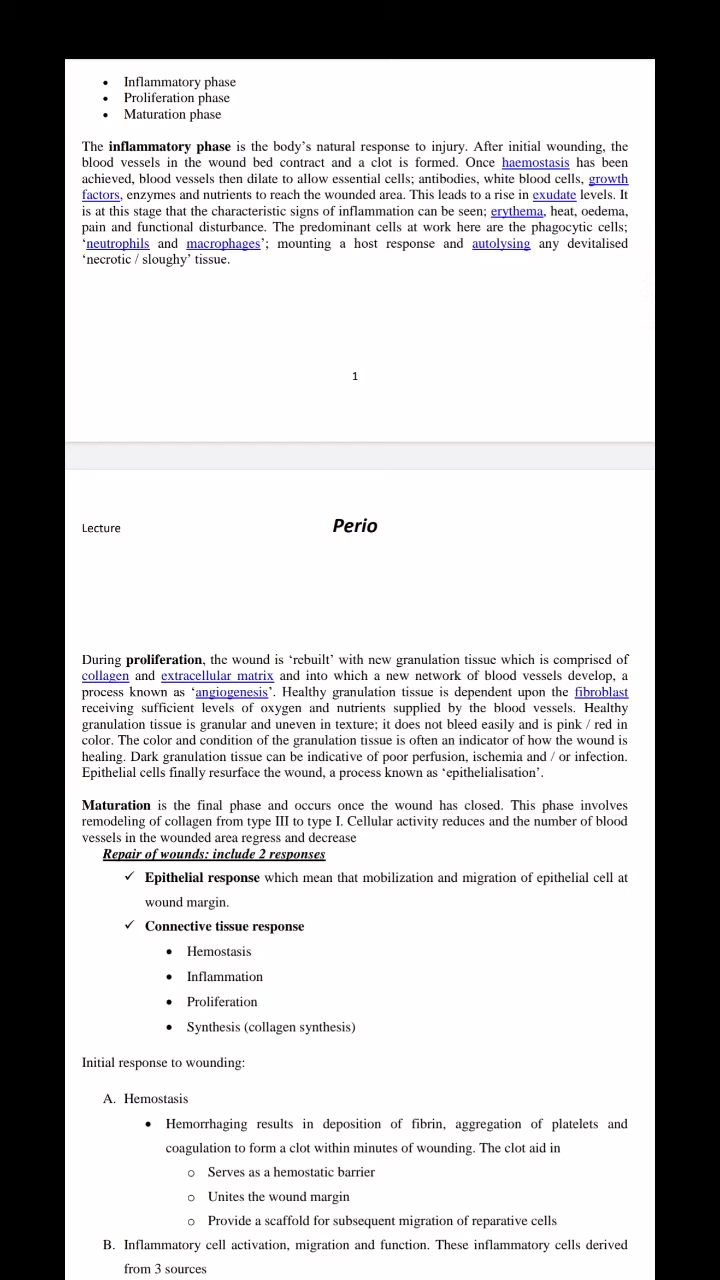 • Inflammatory phase
• Proliferation phase
• Maturation phase
The inflammatory phase is the body's natural response to injury. After initial wounding, the
blood vessels in the wound bed contract and a clot is formed. Once haemostasis has been
achieved, blood vessels then dilate to allow essential cells; antibodies, white blood cells, growth
factors, enzymes and nutrients to reach the wounded area. This leads to a rise in exudate levels. It
is at this stage that the characteristic signs of inflammation can be seen; erythema, heat, oedema,
pain and functional disturbance. The predominant cells at work here are the phagocytic cells;
‘neutrophils and macrophages’; mounting a host response and autolysing any devitalised
‘necrotic / sloughy’ tissue.
1
Lecture Perio
During proliferation, the wound is ‘rebuilt’ with new granulation tissue which is comprised of
collagen and extracellular matrix and into which a new network of blood vessels develop, a
process known as ‘angiogenesis’. Healthy granulation tissue is dependent upon the fibroblast
receiving sufficient levels of oxygen and nutrients supplied by the blood vessels. Healthy
granulation tissue is granular and uneven in texture; it does not bleed easily and is pink / red in
color. The color and condition of the granulation tissue is often an indicator of how the wound is
healing. Dark granulation tissue can be indicative of poor perfusion, ischemia and / or infection.
Epithelial cells finally resurface the wound, a process known as ‘epithelialisation’.
Maturation is the final phase and occurs once the wound has closed. This phase involves
remodeling of collagen from type III to type I. Cellular activity reduces and the number of blood
vessels in the wounded area regress and decrease
Repair of wounds: include 2 responses
✓ Epithelial response which mean that mobilization and migration of epithelial cell at
wound margin.
✓ Connective tissue response
• Hemostasis
• Inflammation
• Proliferation
• Synthesis (collagen synthesis)
Initial response to wounding:
A. Hemostasis
• Hemorrhaging results in deposition of fibrin, aggregation of platelets and
coagulation to form a clot within minutes of wounding. The clot aid in
o Serves as a hemostatic barrier
o Unites the wound margin
o Provide a scaffold for subsequent migration of reparative cells
B. Inflammatory cell activation, migration and function. These inflammatory cells derived
from 3 sources